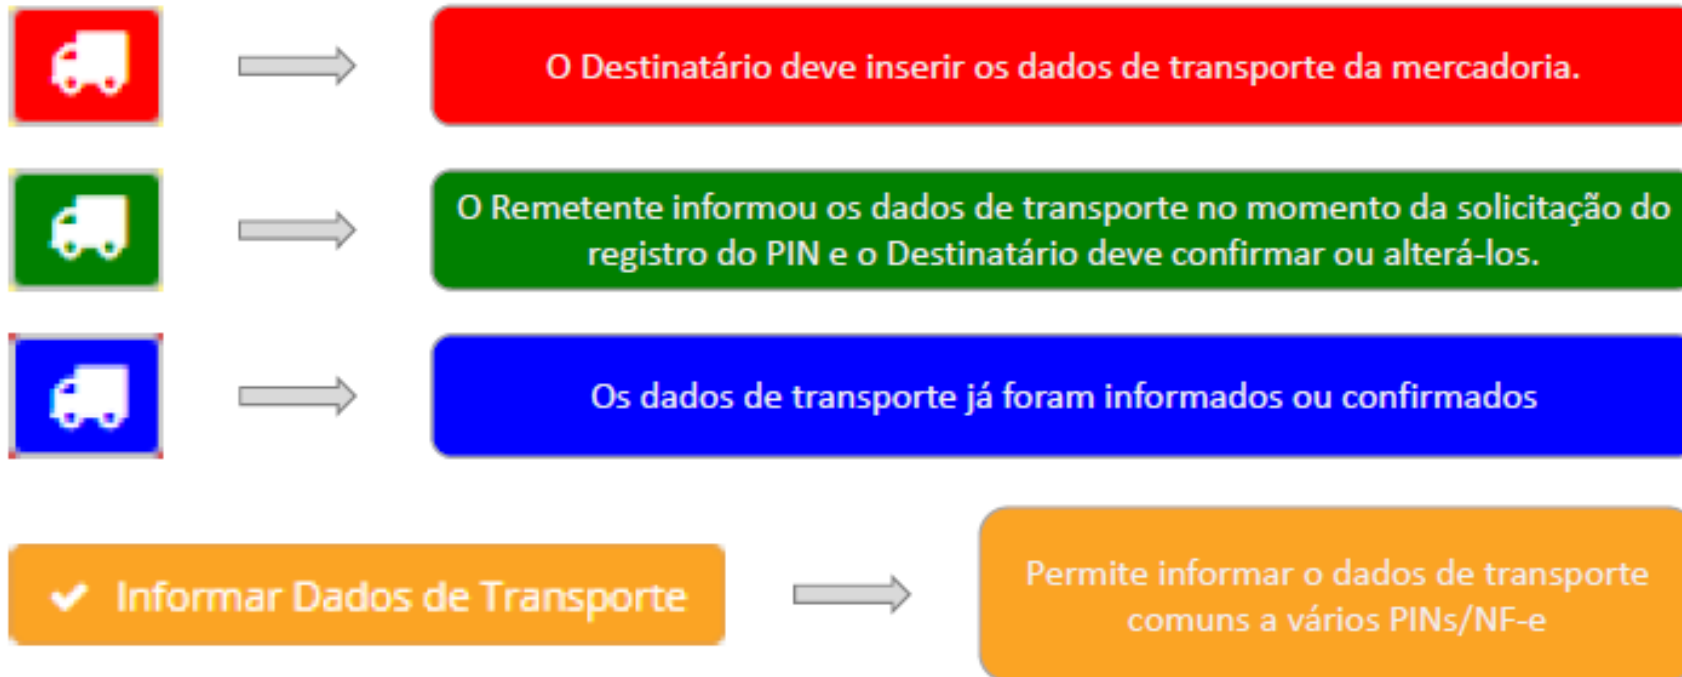 O Destinatário deve inserir os dados de transporte da mercadoria.
O Remetente informou os dados de transporte no momento da solicitação do
registro do PIN e o Destinatário deve confirmar ou alterá-los.
Os dados de transporte já foram informados ou confirmados
Informar Dados de Transporte
Permite informar o dados de transporte
comuns a vários PINs/NF-e